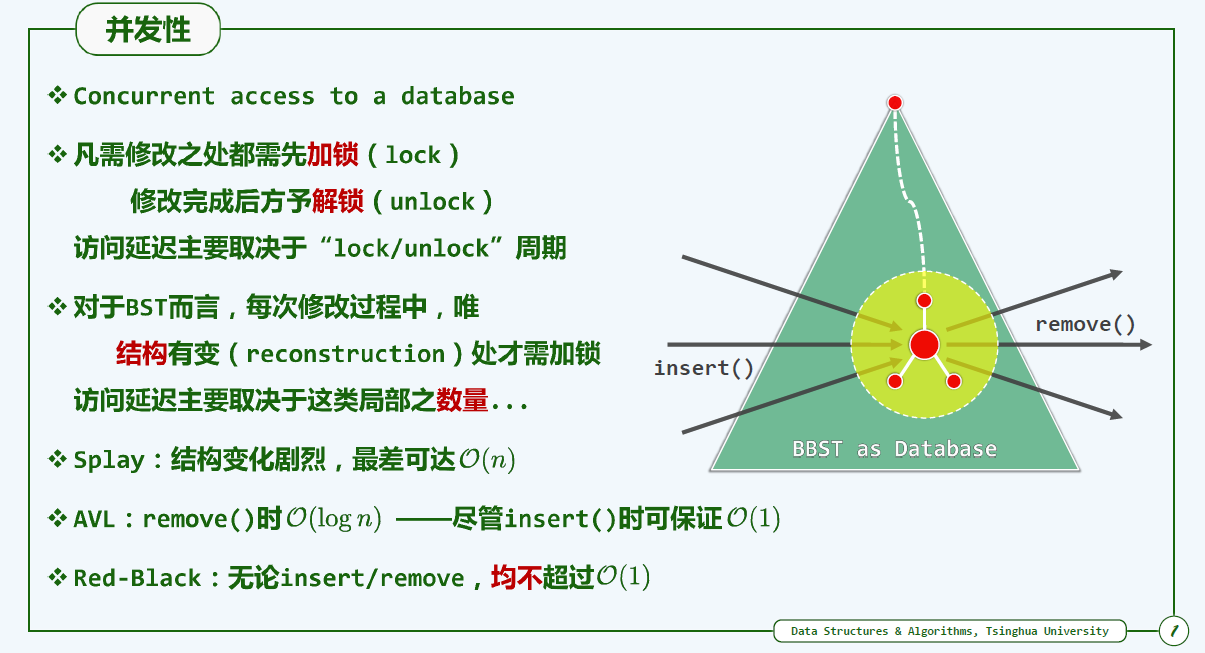 并发性
Concurrent access to a database
凡需修改之处都需先加锁（lock）
修改完成后方予解锁（unlock）
访问延迟主要取决于“lock/unlock”周期
对于BST而言，每次修改过程中，唯
结构有变（reconstruction）处才需加锁
访问延迟主要取决于这类局部之数量...
Splay：结构变化剧烈，最差可达O(n)
AVL：remove()时O(log n) ——尽管insert()时可保证O(1)
Red-Black：无论insert/remove，均不超过O(1)
insert()
remove()
BBST as Database
Data Structures & Algorithms, Tsinghua University
1